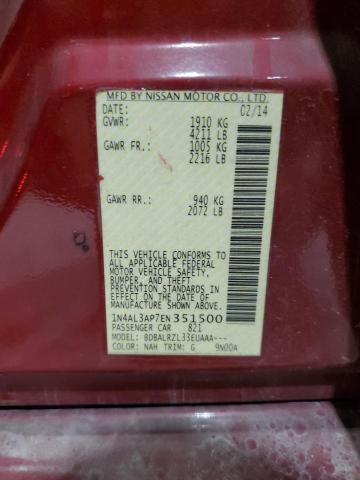 MFD BY NISSAN MOTOR CO., LTD.
DATE: 02/14
GVWR: 1910 KG
4211 LB
GAWR FR.: 1005 KG
2216 LB
GAWR RR.: 940 KG
2072 LB
THIS VEHICLE CONFORMS TO
ALL APPLICABLE FEDERAL
MOTOR VEHICLE SAFETY,
BUMPER, AND THEFT
PREVENTION STANDARDS IN
EFFECT ON THE DATE OF
MANUFACTURE SHOWN
ABOVE.
1N4AL3AP7EN351500
PASSENGER CAR 821
MODEL: BDBALRZL33EUAAA---
COLOR: NAH TRIM: G 9N00A